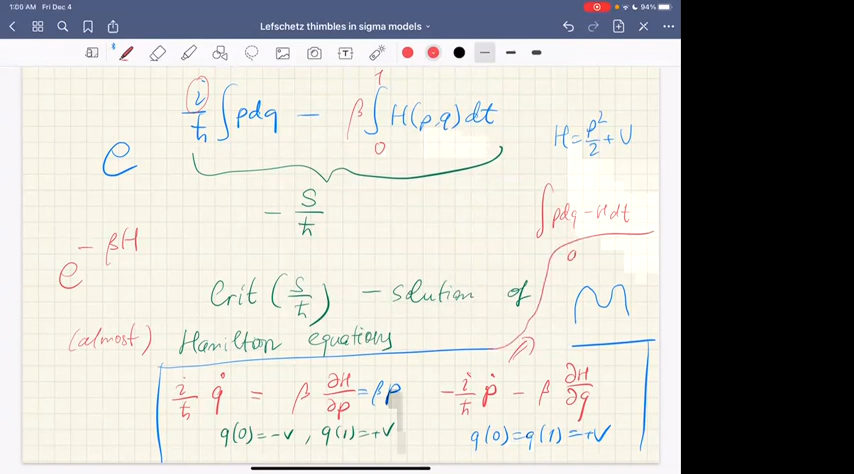 1:00 AM Fri Dec 4
94%
Lefschetz thimbles in sigma models
e i/ħ ∫ pdq − β ∫₀¹ H(p,q)dt
H = p²/2 + V
− S/ħ
∫ pdq − Hdt
0
e^{−βH}
Crit (S/ħ) − solution of
(almost) Hamilton equations
i/ħ q̇ = β ∂H/∂p = βp
−i/ħ ṗ − β ∂H/∂q
q(0)=−v, q(1)=+v
q(0)=q(1)=+v